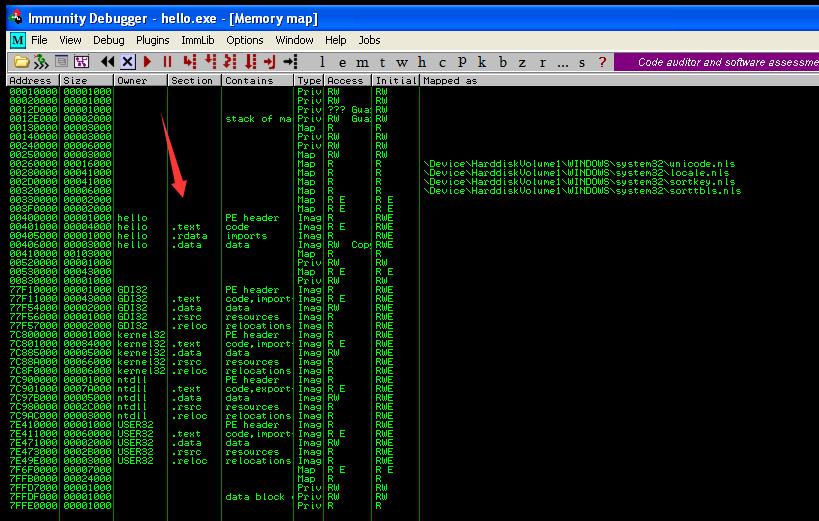 Immunity Debugger - hello.exe - [Memory map]
M File View Debug Plugins ImmLib Options Window Help Jobs
l e m t w h c p k b z r ... s ? Code auditor and software assessme
Address Size Owner Section Contains Type Access Initial Mapped as
00010000 00001000 Priv RW RW
00020000 00001000 Priv RW RW
0012D000 00001000 Priv ??? Gua RW
0012E000 00002000 stack of ma Priv RW Gua RW
00130000 00003000 Map R R
00140000 00003000 Priv RW RW
00240000 00006000 Priv RW RW
00250000 00003000 Map RW RW
00260000 00016000 Map R R \Device\HarddiskVolume1\WINDOWS\system32\unicode.nls
00280000 00041000 Map R R \Device\HarddiskVolume1\WINDOWS\system32\locale.nls
002D0000 00041000 Map R R \Device\HarddiskVolume1\WINDOWS\system32\sortkey.nls
00320000 00006000 Map R R \Device\HarddiskVolume1\WINDOWS\system32\sorttbls.nls
00330000 00002000 Map R E R E
003F0000 00002000 Map R E R E
00400000 00001000 hello PE header Imag R RWE
00401000 00004000 hello .text code Imag R E RWE
00405000 00001000 hello .rdata imports Imag R RWE
00406000 00003000 hello .data data Imag RW Cop RWE
00410000 00103000 Map R R
00520000 00001000 Priv RW RW
00530000 00043000 Map R E R E
00830000 00001000 Priv RW RW
77F10000 00001000 GDI32 PE header Imag R RWE
77F11000 00043000 GDI32 .text code,import Imag R E RWE
77F54000 00002000 GDI32 .data data Imag RW RWE
77F56000 00001000 GDI32 .rsrc resources Imag R RWE
77F57000 00002000 GDI32 .reloc relocations Imag R RWE
7C800000 00001000 kernel32 PE header Imag R RWE
7C801000 00084000 kernel32 .text code,import Imag R E RWE
7C885000 00005000 kernel32 .data data Imag RW RWE
7C88A000 00066000 kernel32 .rsrc resources Imag R RWE
7C8F0000 00006000 kernel32 .reloc relocations Imag R RWE
7C900000 00001000 ntdll PE header Imag R RWE
7C901000 0007A000 ntdll .text code,export Imag R E RWE
7C97B000 00005000 ntdll .data data Imag RW RWE
7C980000 0002C000 ntdll .rsrc resources Imag R RWE
7C9AC000 00003000 ntdll .reloc relocations Imag R RWE
7E410000 00001000 USER32 PE header Imag R RWE
7E411000 00060000 USER32 .text code,import Imag R E RWE
7E471000 00002000 USER32 .data data Imag RW RWE
7E473000 0002B000 USER32 .rsrc resources Imag R RWE
7E49E000 00003000 USER32 .reloc relocations Imag R RWE
7F6F0000 00007000 Map R E R E
7FFB0000 00024000 Map R R
7FFD7000 00001000 Priv RW RW
7FFDF000 00001000 data block Priv RW RW
7FFE0000 00001000 Priv R R